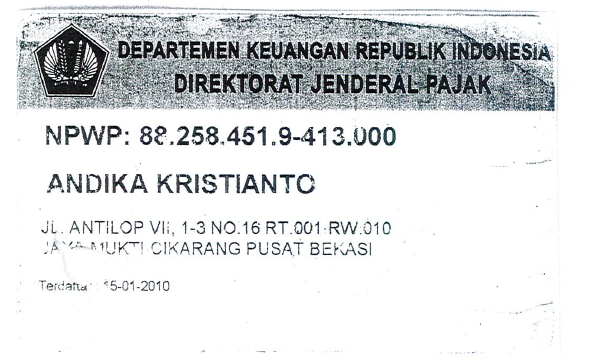 DEPARTEMEN KEUANGAN REPUBLIK INDONESIA
DIREKTORAT JENDERAL PAJAK
NPWP: 88.258.451.9-413.000
ANDIKA KRISTIANTO
JL. ANTILOP VII, 1-3 NO.16 RT.001 RW.010
JAYA MUKTI CIKARANG PUSAT BEKASI
Terdaftar : 15-01-2010